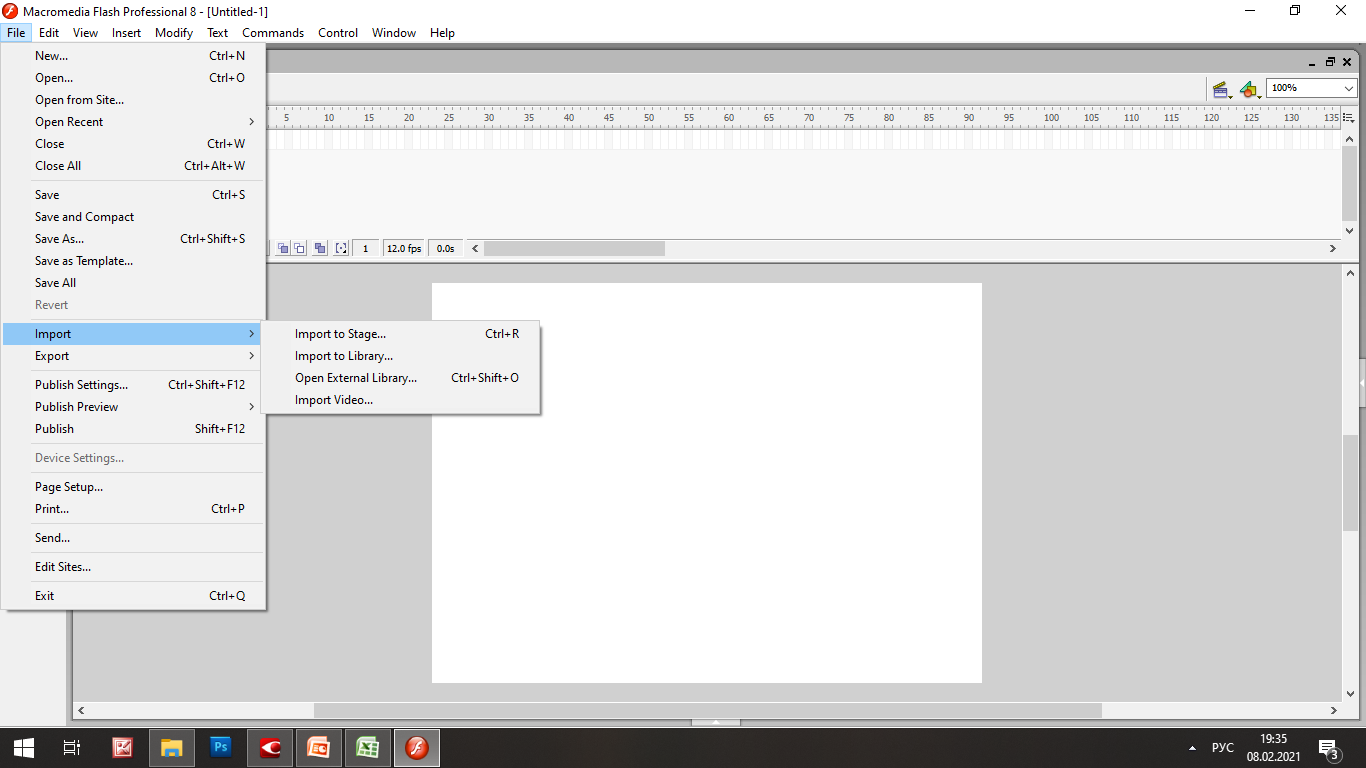 Macromedia Flash Professional 8 - [Untitled-1]
File Edit View Insert Modify Text Commands Control Window Help
New... Ctrl+N
Open... Ctrl+O
Open from Site...
Open Recent
Close Ctrl+W
Close All Ctrl+Alt+W
Save Ctrl+S
Save and Compact
Save As... Ctrl+Shift+S
Save as Template...
Save All
Revert
Import
Export
Publish Settings... Ctrl+Shift+F12
Publish Preview
Publish Shift+F12
Device Settings...
Page Setup...
Print... Ctrl+P
Send...
Edit Sites...
Exit Ctrl+Q
Import to Stage... Ctrl+R
Import to Library...
Open External Library... Ctrl+Shift+O
Import Video...
100%
5 10 15 20 25 30 35 40 45 50 55 60 65 70 75 80 85 90 95 100 105 110 115 120 125 130 135
1 12.0 fps 0.0s
Ps
РУС
19:35
08.02.2021
3